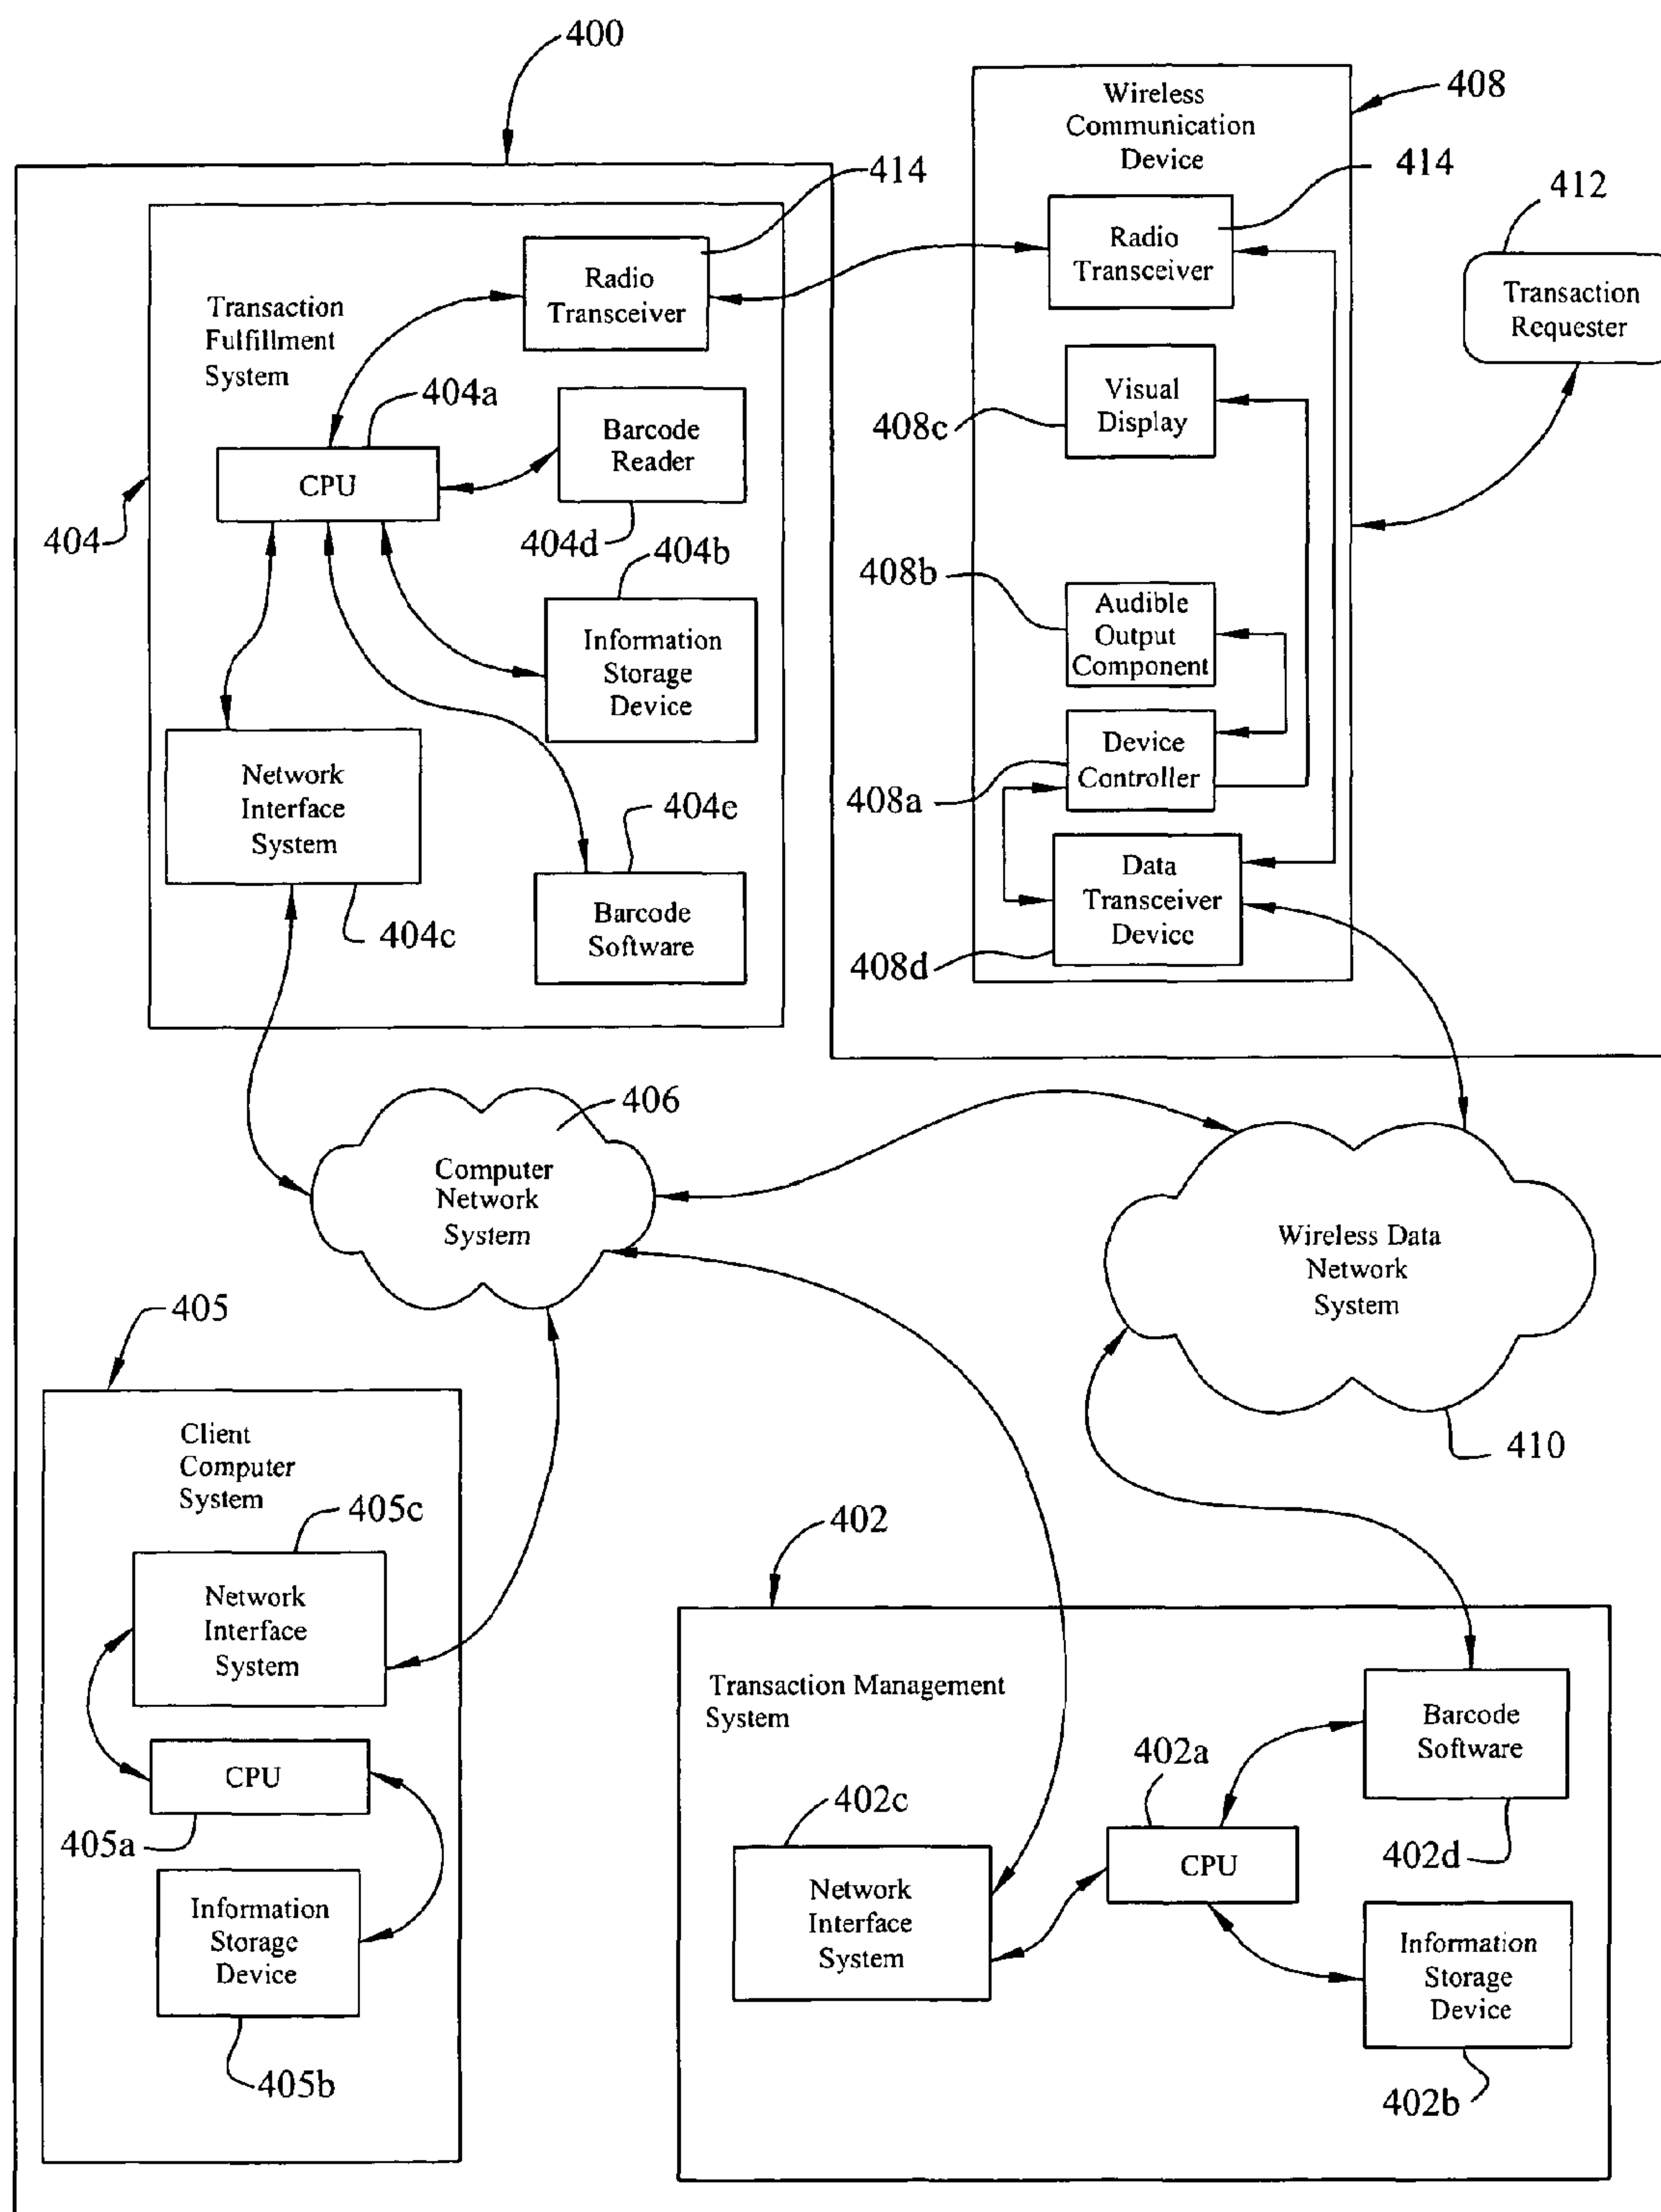 400
Wireless
Communication
Device
408
414
414
412
Radio
Transceiver
Radio
Transceiver
Transaction
Requester
Transaction
Fulfillment
System
404a
Visual
Display
408c
Barcode
Reader
CPU
404
404d
404b
408b
Audible
Output
Component
Information
Storage
Device
Device
Controller
408a
Network
Interface
System
404e
Data
Transceiver
Device
408d
404c
Barcode
Software
406
Computer
Network
System
Wireless Data
Network
System
405
410
Client
Computer
System
405c
402
Network
Interface
System
Transaction Management
System
Barcode
Software
402a
CPU
402c
405a
402d
CPU
Network
Interface
System
Information
Storage
Device
Information
Storage
Device
405b
402b